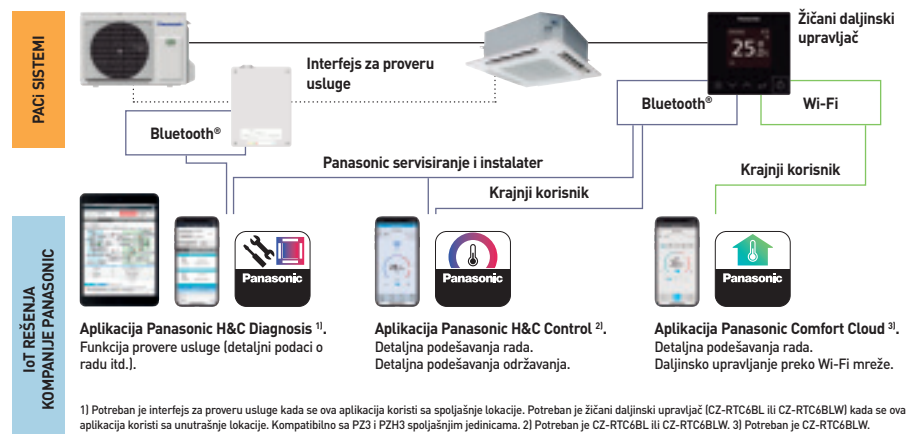 PACi SISTEMI
Žičani daljinski
upravljač
Panasonic
25
Interfejs za proveru
usluge
Bluetooth®
Wi-Fi
Bluetooth®
Panasonic servisiranje i instalater
Krajnji korisnik
Krajnji korisnik
IoT REŠENJA
KOMPANIJE PANASONIC
Panasonic
Panasonic
Panasonic
Aplikacija Panasonic H&C Diagnosis ¹⁾.
Funkcija provere usluge (detaljni podaci o
radu itd.).
Aplikacija Panasonic H&C Control ²⁾.
Detaljna podešavanja rada.
Detaljna podešavanja održavanja.
Aplikacija Panasonic Comfort Cloud ³⁾.
Detaljna podešavanja rada.
Daljinsko upravljanje preko Wi-Fi mreže.
1) Potreban je interfejs za proveru usluge kada se ova aplikacija koristi sa spoljašnje lokacije. Potreban je žičani daljinski upravljač (CZ-RTC6BL ili CZ-RTC6BLW) kada se ova
aplikacija koristi sa unutrašnje lokacije. Kompatibilno sa PZ3 i PZH3 spoljašnjim jedinicama. 2) Potreban je CZ-RTC6BL ili CZ-RTC6BLW. 3) Potreban je CZ-RTC6BLW.